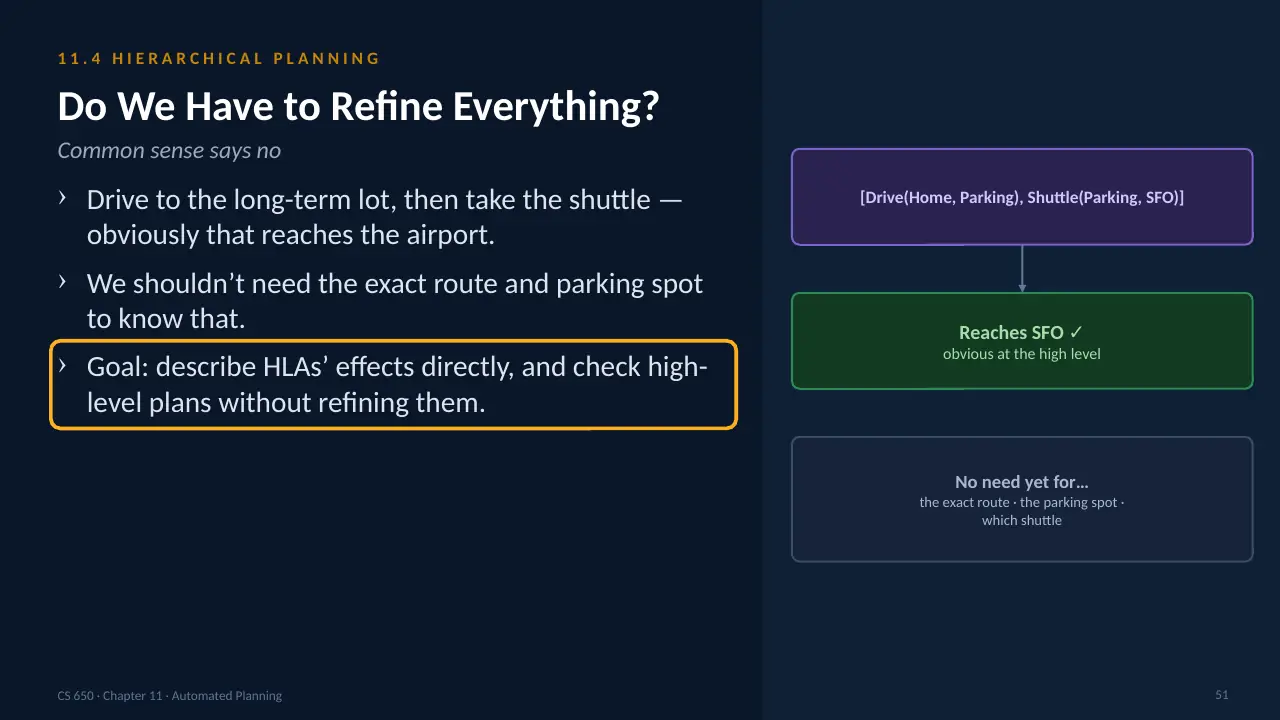 11.4 HIERARCHICAL PLANNING
Do We Have to Refine Everything?
Common sense says no
› Drive to the long-term lot, then take the shuttle —
obviously that reaches the airport.
› We shouldn’t need the exact route and parking spot
to know that.
› Goal: describe HLAs’ effects directly, and check high-
level plans without refining them.
[Drive(Home, Parking), Shuttle(Parking, SFO)]
Reaches SFO ✓
obvious at the high level
No need yet for…
the exact route · the parking spot ·
which shuttle
CS 650 · Chapter 11 · Automated Planning
51